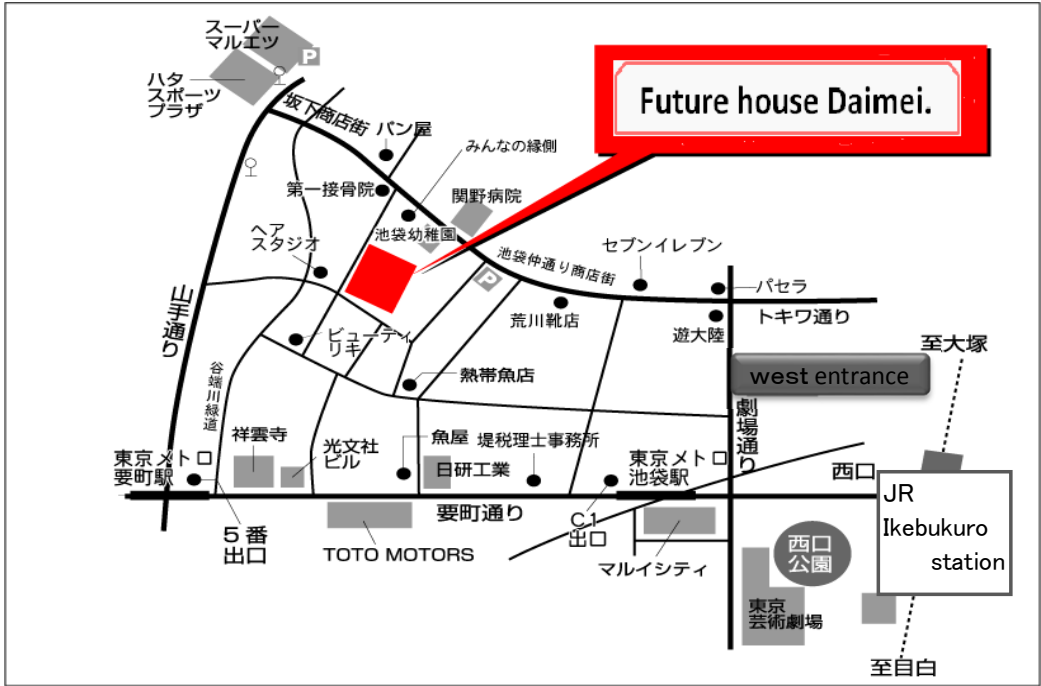 スーパー
マルエツ
P
ハタ
スポーツ
プラザ
Future house Daimei.
坂下商店街
パン屋
みんなの縁側
第一接骨院
関野病院
池袋幼稚園
ヘア
スタジオ
池袋仲通り商店街
セブンイレブン
P
パセラ
山手通り
荒川靴店
遊大陸
トキワ通り
ビューティ
リキ
至大塚
west entrance
谷端川緑道
熱帯魚店
劇場通り
祥雲寺
光文社
ビル
魚屋
堤税理士事務所
東京メトロ
要町駅
日研工業
東京メトロ
池袋駅
西口
JR
Ikebukuro
station
要町通り
5番
出口
C1
出口
TOTO MOTORS
マルイシティ
西口
公園
東京
芸術劇場
至目白